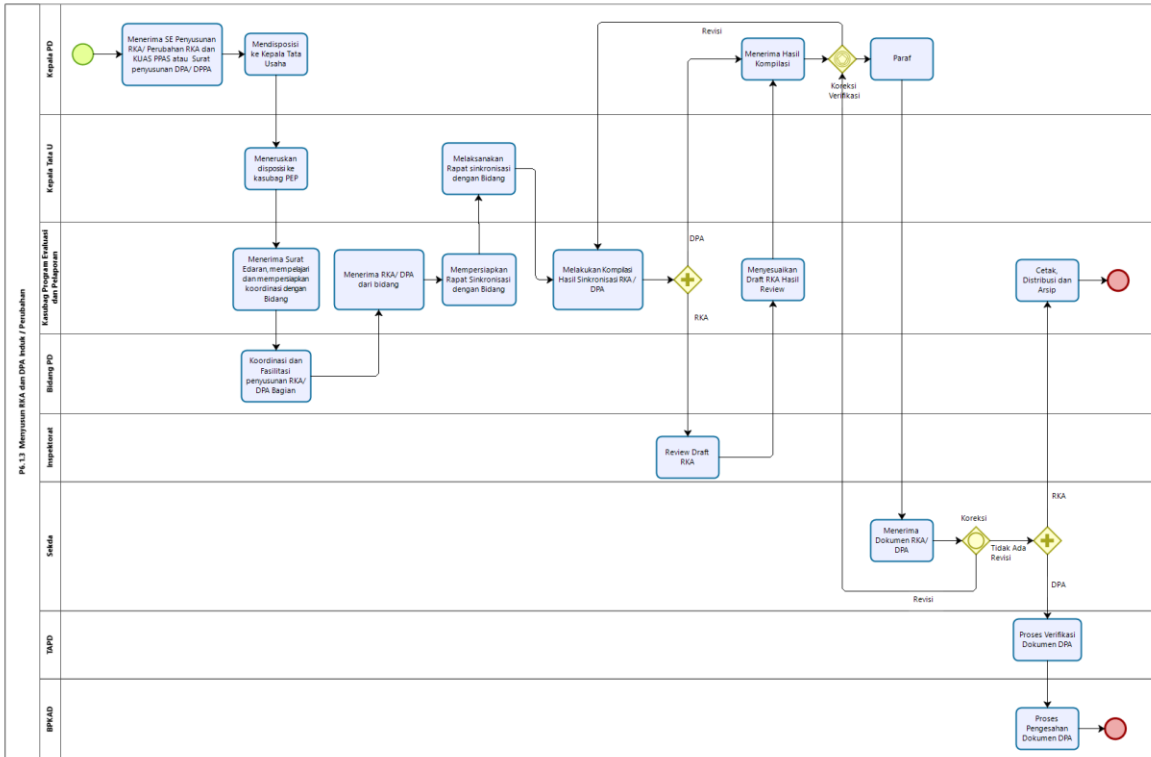 P6.1.3 Menyusun RKA dan DPA Induk / Perubahan
Kepala PD
Menerima SE Penyusunan
RKA/ Perubahan RKA dan
KUAS PPAS atau Surat
penyusunan DPA/ DPPA
Mendisposisi
ke Kepala Tata
Usaha
Revisi
Menerima Hasil
Kompilasi
Koreksi
Verifikasi
Paraf
Kepala Tata U
Meneruskan
disposisi ke
kasubag PEP
Melaksanakan
Rapat sinkronisasi
dengan Bidang
Kasubag Program Evaluasi
dan Pelaporan
Menerima Surat
Edaran, mempelajari
dan mempersiapkan
koordinasi dengan
Bidang
Menerima RKA/ DPA
dari bidang
Mempersiapkan
Rapat Sinkronisasi
dengan Bidang
Melakukan Kompilasi
Hasil Sinkronisasi RKA /
DPA
DPA
RKA
Menyesuaikan
Draft RKA Hasil
Review
Cetak,
Distribusi dan
Arsip
Bidang PD
Koordinasi dan
Fasilitasi
penyusunan RKA/
DPA Bagian
Inspektorat
Review Draft
RKA
Sekda
Menerima
Dokumen RKA/
DPA
Koreksi
Tidak Ada
Revisi
Revisi
RKA
DPA
TAPD
Proses Verifikasi
Dokumen DPA
BPKAD
Proses
Pengesahan
Dokumen DPA